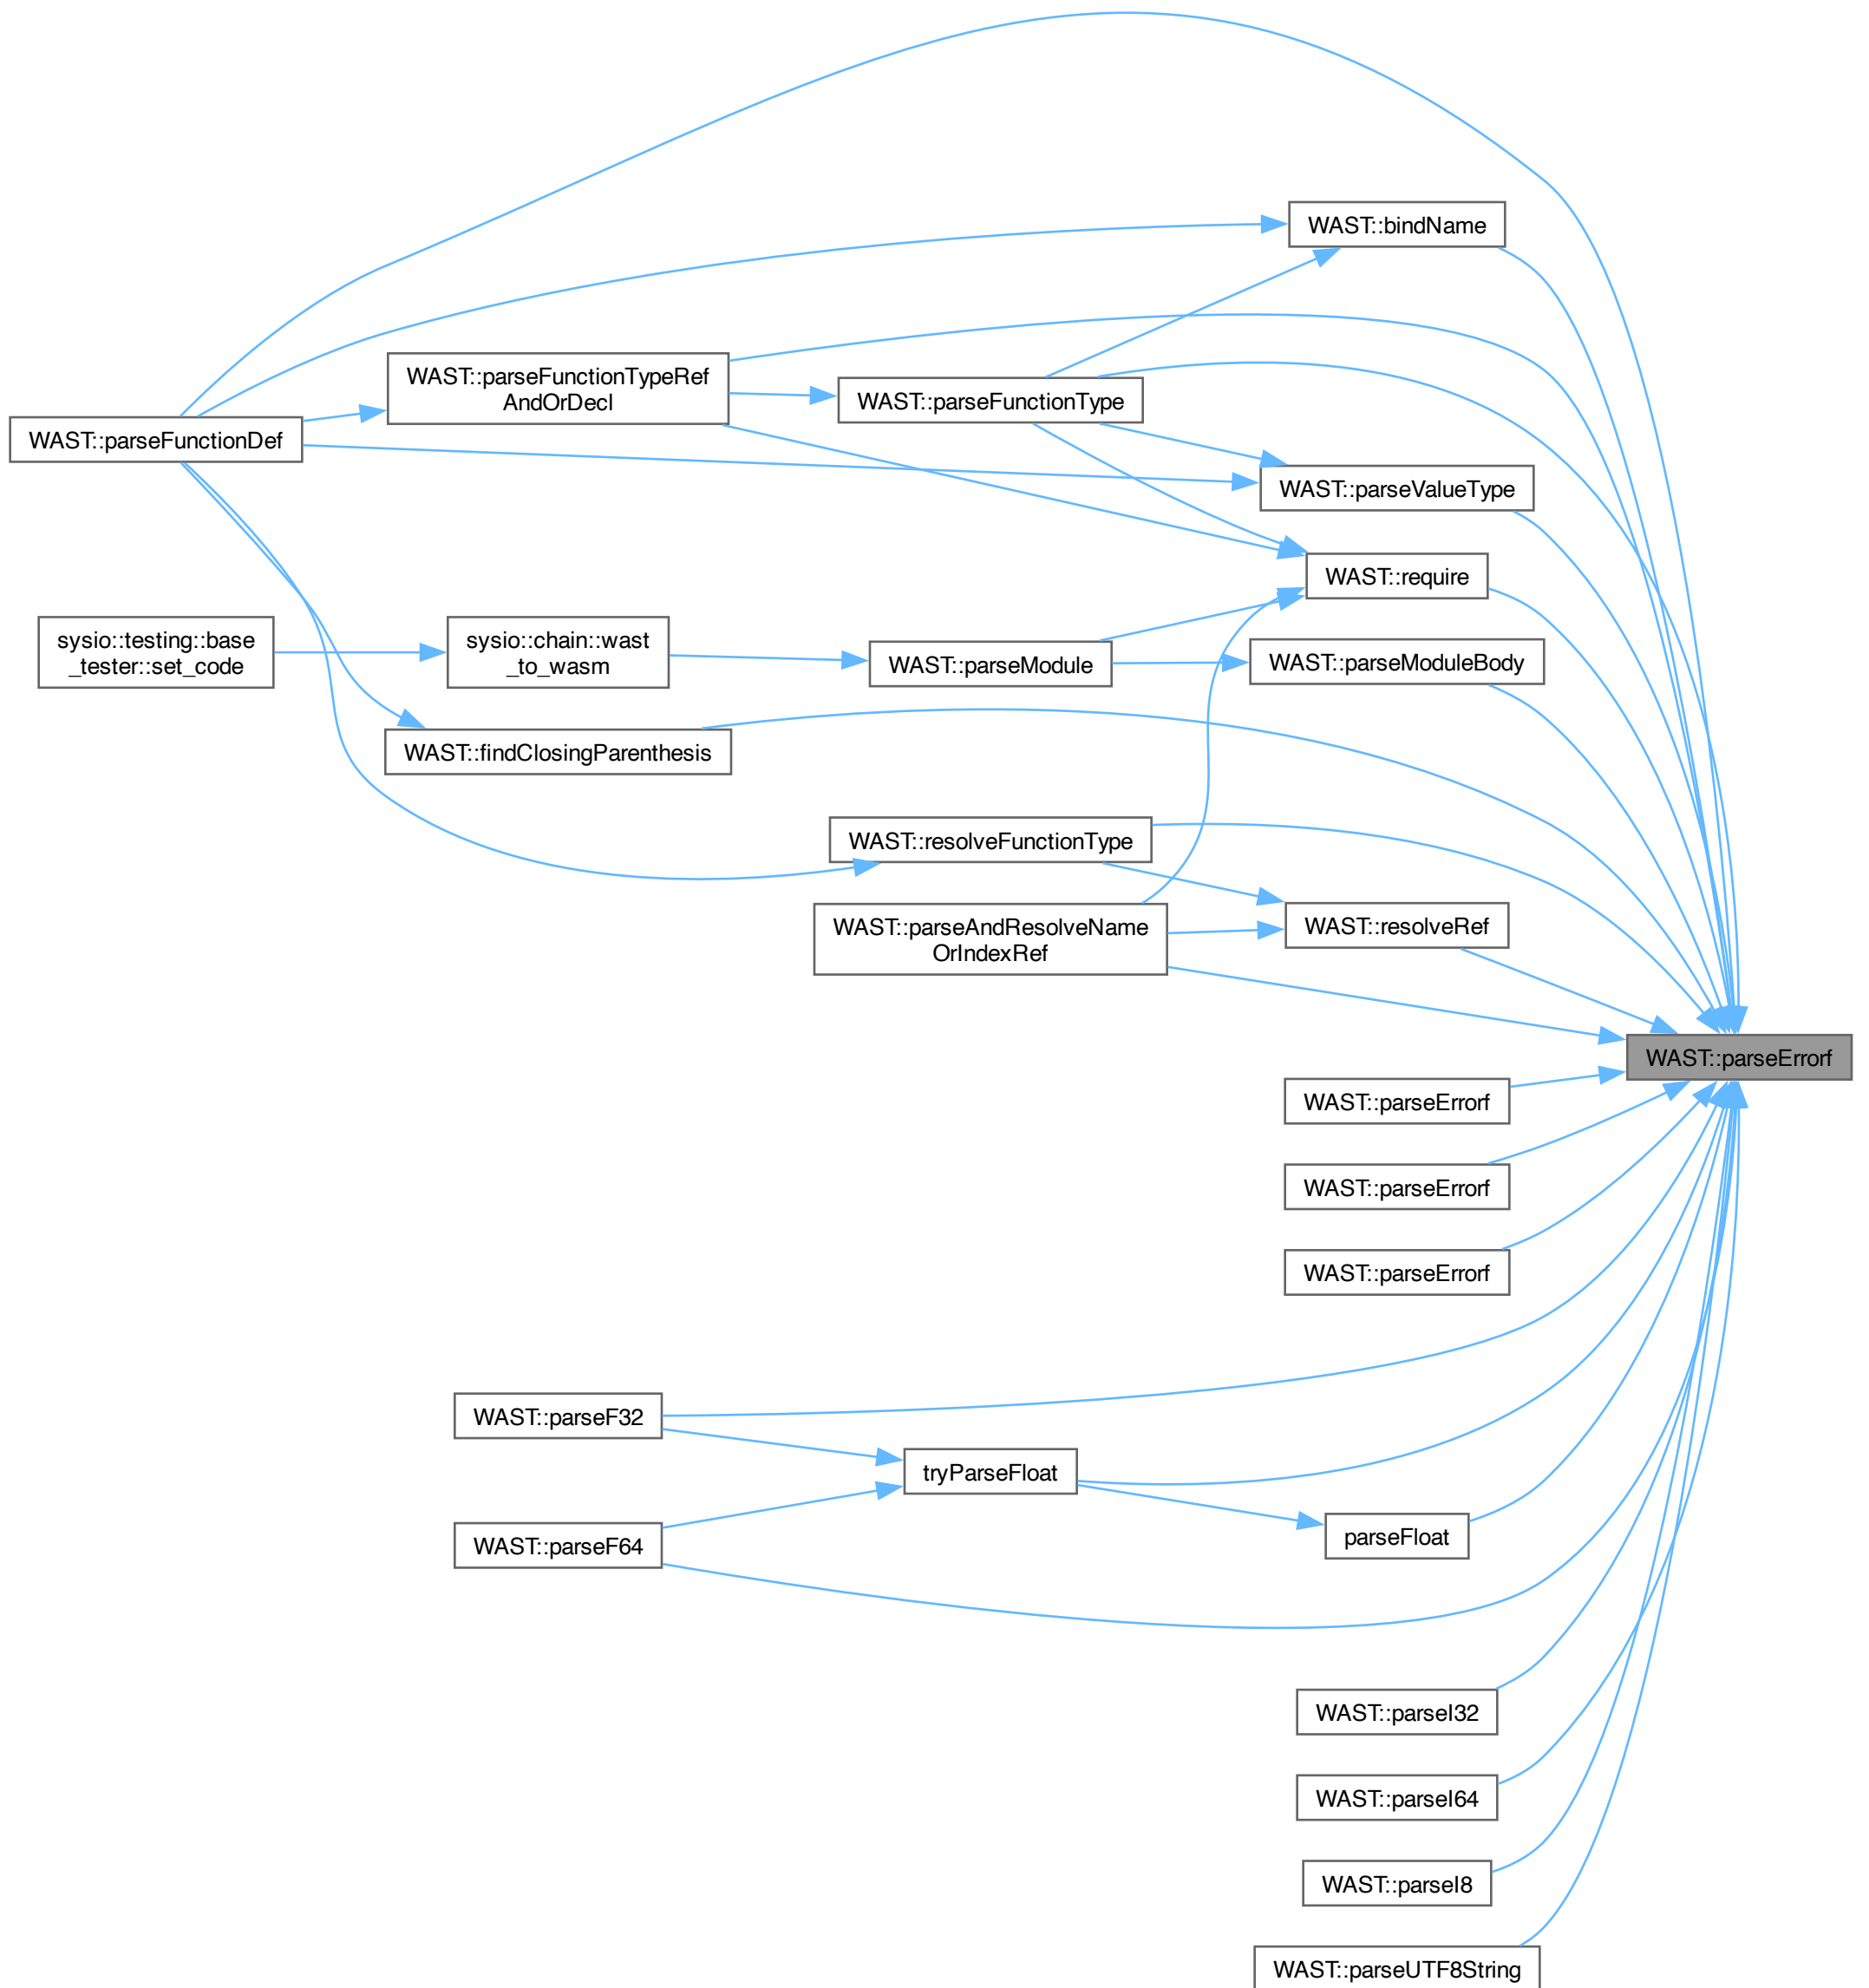 WAST::bindName
WAST::parseFunctionTypeRef
AndOrDecl
WAST::parseFunctionType
WAST::parseFunctionDef
WAST::parseValueType
WAST::require
sysio::testing::base
_tester::set_code
sysio::chain::wast
_to_wasm
WAST::parseModule
WAST::parseModuleBody
WAST::findClosingParenthesis
WAST::resolveFunctionType
WAST::parseAndResolveName
OrIndexRef
WAST::resolveRef
WAST::parseErrorf
WAST::parseErrorf
WAST::parseErrorf
WAST::parseErrorf
WAST::parseF32
tryParseFloat
WAST::parseF64
parseFloat
WAST::parseI32
WAST::parseI64
WAST::parseI8
WAST::parseUTF8String